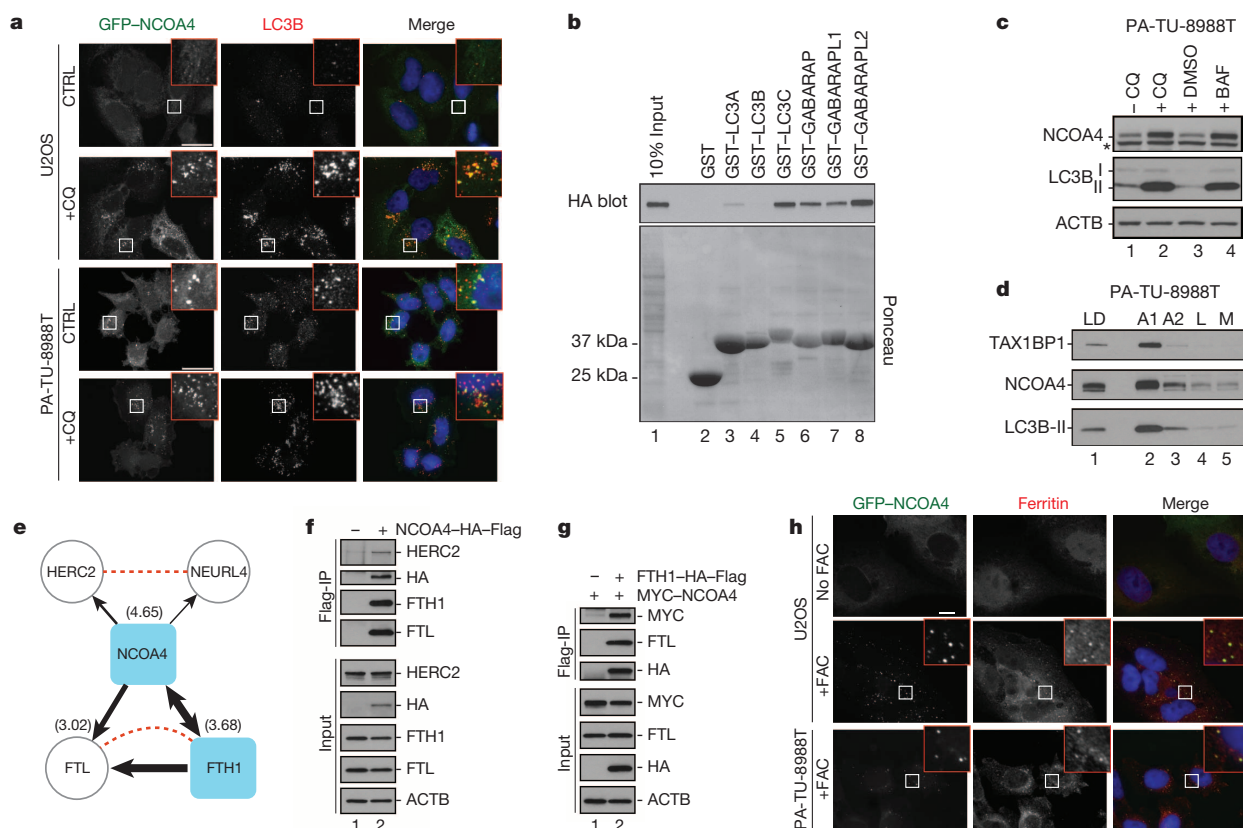 a
GFP–NCOA4 LC3B Merge
U2OS
CTRL
+CQ
PA-TU-8988T
CTRL
+CQ
b
10% Input
GST
GST–LC3A
GST–LC3B
GST–LC3C
GST–GABARAP
GST–GABARAPL1
GST–GABARAPL2
HA blot
37 kDa
25 kDa
Ponceau
1 2 3 4 5 6 7 8
c
PA-TU-8988T
– CQ
+ CQ
+ DMSO
+ BAF
NCOA4
*
LC3B I
II
ACTB
1 2 3 4
d
PA-TU-8988T
LD A1 A2 L M
TAX1BP1
NCOA4
LC3B-II
1 2 3 4 5
e
HERC2 NEURL4
(4.65)
NCOA4
(3.02) (3.68)
FTL FTH1
f
– + NCOA4–HA–Flag
Flag-IP
HERC2
HA
FTH1
FTL
Input
HERC2
HA
FTH1
FTL
ACTB
1 2
g
– + FTH1–HA–Flag
+ + MYC–NCOA4
Flag-IP
MYC
FTL
HA
Input
MYC
FTL
HA
ACTB
1 2
h
GFP–NCOA4 Ferritin Merge
U2OS
No FAC
+FAC
PA-TU-8988T
+FAC